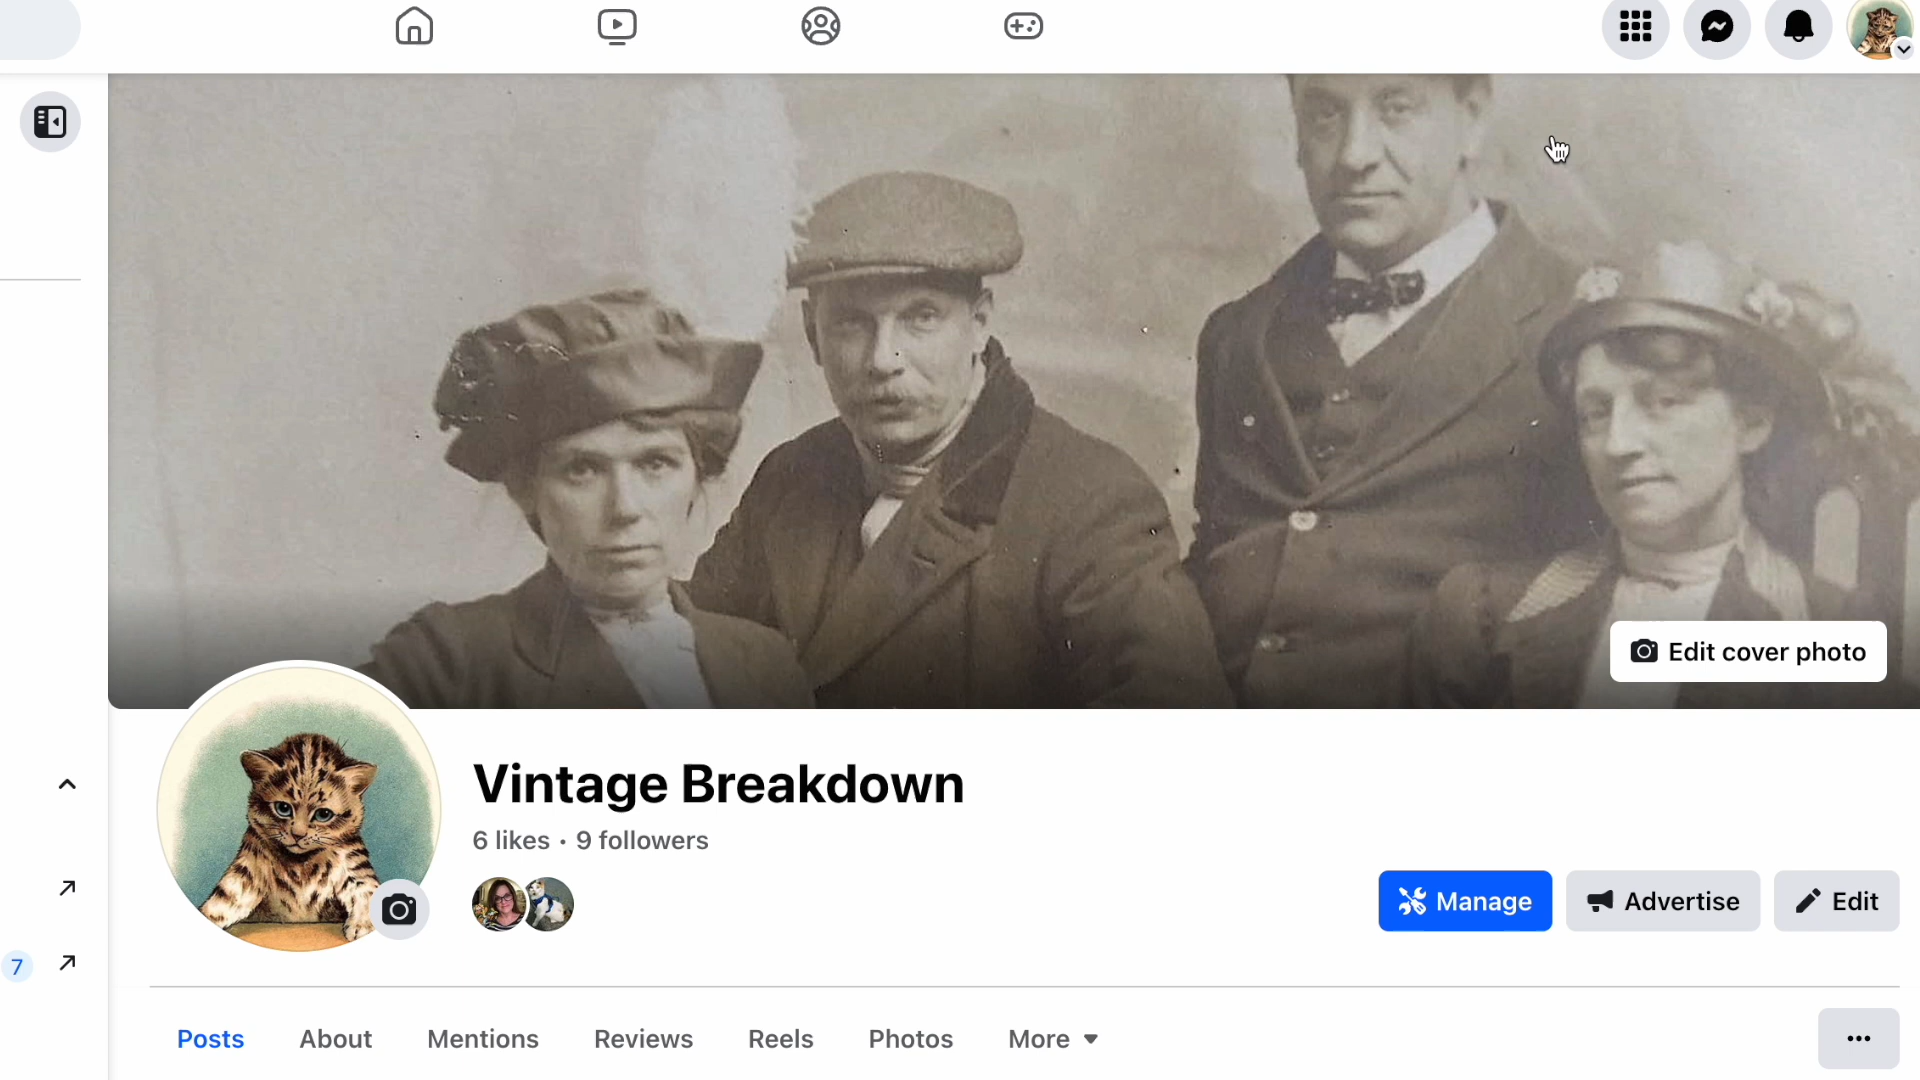 Edit cover photo
Vintage Breakdown
6 likes · 9 followers
Manage
Advertise
Edit
7
Posts
About
Mentions
Reviews
Reels
Photos
More